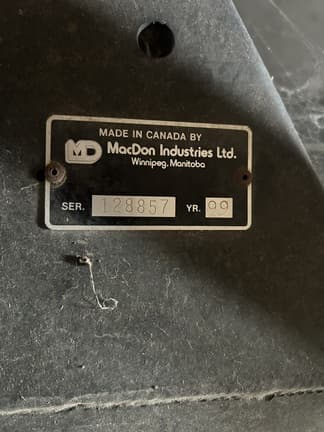 MADE IN CANADA BY
MD MacDon Industries Ltd.
Winnipeg, Manitoba
SER. 128857 YR. 99